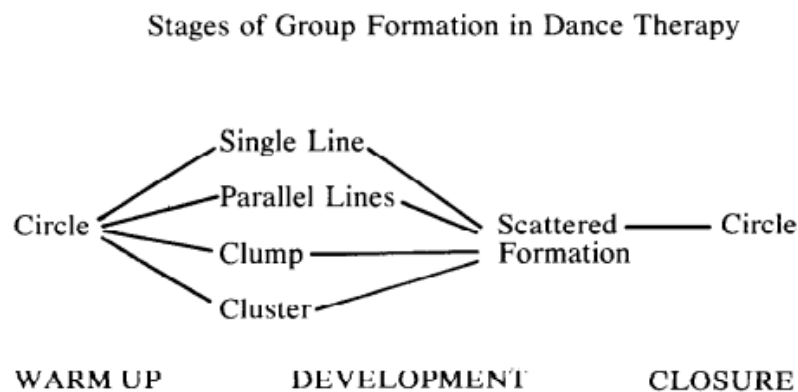 Stages of Group Formation in Dance Therapy
Single Line
Parallel Lines
Circle
Scattered
Circle
Clump
Formation
Cluster
WARM UP
DEVELOPMENT
CLOSURE